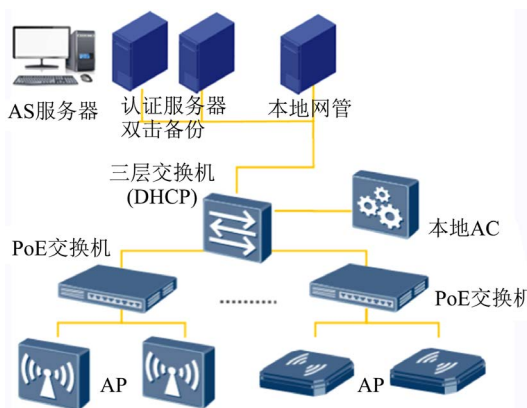 AS服务器
认证服务器
双击备份
本地网管
三层交换机
(DHCP)
本地AC
PoE交换机
PoE交换机
AP
AP